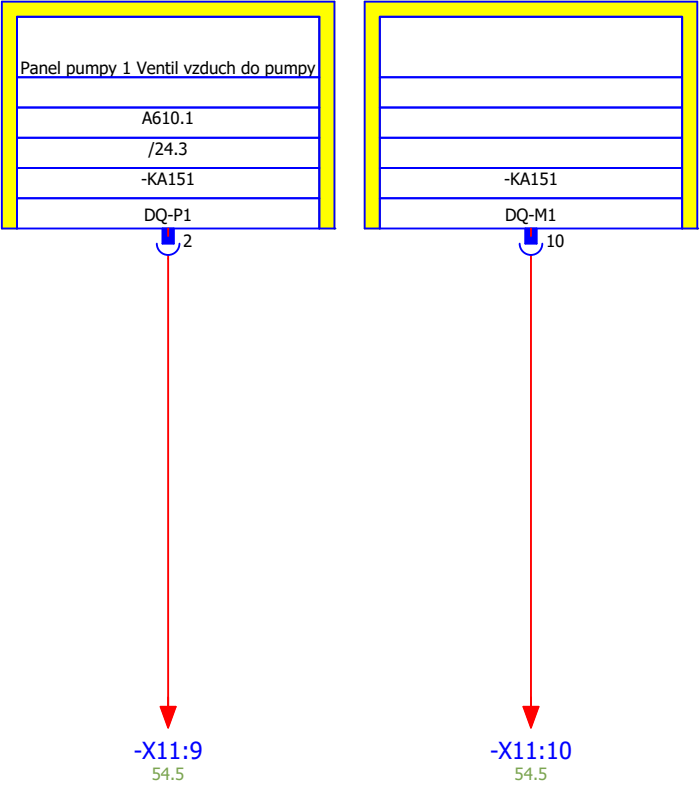 Panel pumpy 1 Ventil vzduch do pumpy
A610.1
/24.3
-KA151
DQ-P1
2
-X11:9
54.5
-KA151
DQ-M1
10
-X11:10
54.5